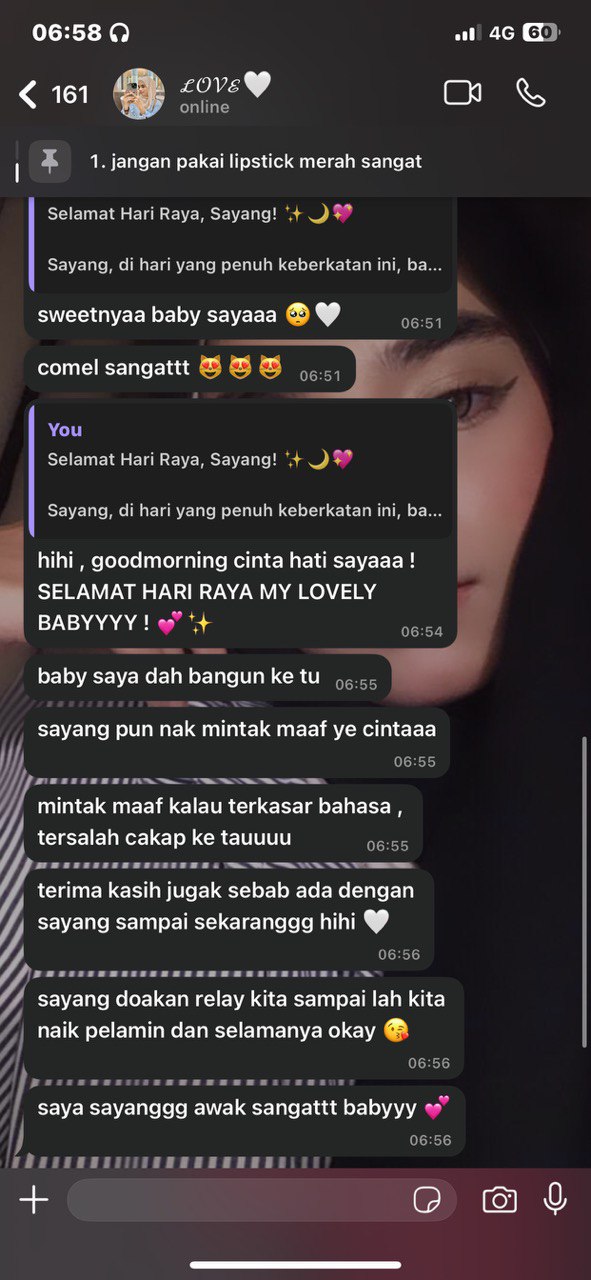 06:58
4G 60
161
𝓛𝓞𝓥𝓔🤍
online
1. jangan pakai lipstick merah sangat
Selamat Hari Raya, Sayang! ✨🌙💖
Sayang, di hari yang penuh keberkatan ini, ba...
sweetnyaa baby sayaaa 🥺🤍
06:51
comel sangattt 😻😻😻
06:51
You
Selamat Hari Raya, Sayang! ✨🌙💖
Sayang, di hari yang penuh keberkatan ini, ba...
hihi , goodmorning cinta hati sayaaa !
SELAMAT HARI RAYA MY LOVELY
BABYYYY ! 💕✨
06:54
baby saya dah bangun ke tu
06:55
sayang pun nak mintak maaf ye cintaaa
06:55
mintak maaf kalau terkasar bahasa ,
tersalah cakap ke tauuuu
06:55
terima kasih jugak sebab ada dengan
sayang sampai sekaranggg hihi 🤍
06:56
sayang doakan relay kita sampai lah kita
naik pelamin dan selamanya okay 😘
06:56
saya sayanggg awak sangattt babyyy 💕
06:56